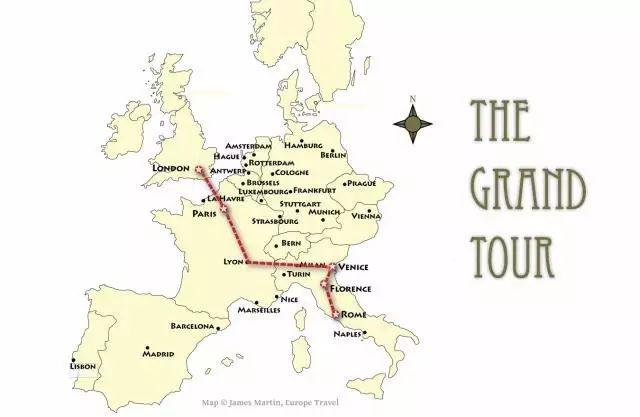 THE
GRAND
TOUR
N
LONDON
AMSTERDAM
HAGUE
ROTTERDAM
ANTWERP
BRUSSELS
HAMBURG
BERLIN
COLOGNE
LUXEMBOURG
FRANKFURT
PRAGUE
LA HAVRE
PARIS
STUTTGART
STRASBOURG
MUNICH
VIENNA
BERN
LYON
MILAN
VENICE
TURIN
FLORENCE
NICE
MARSEILLES
ROME
NAPLES
BARCELONA
MADRID
LISBON
Map © James Martin, Europe Travel